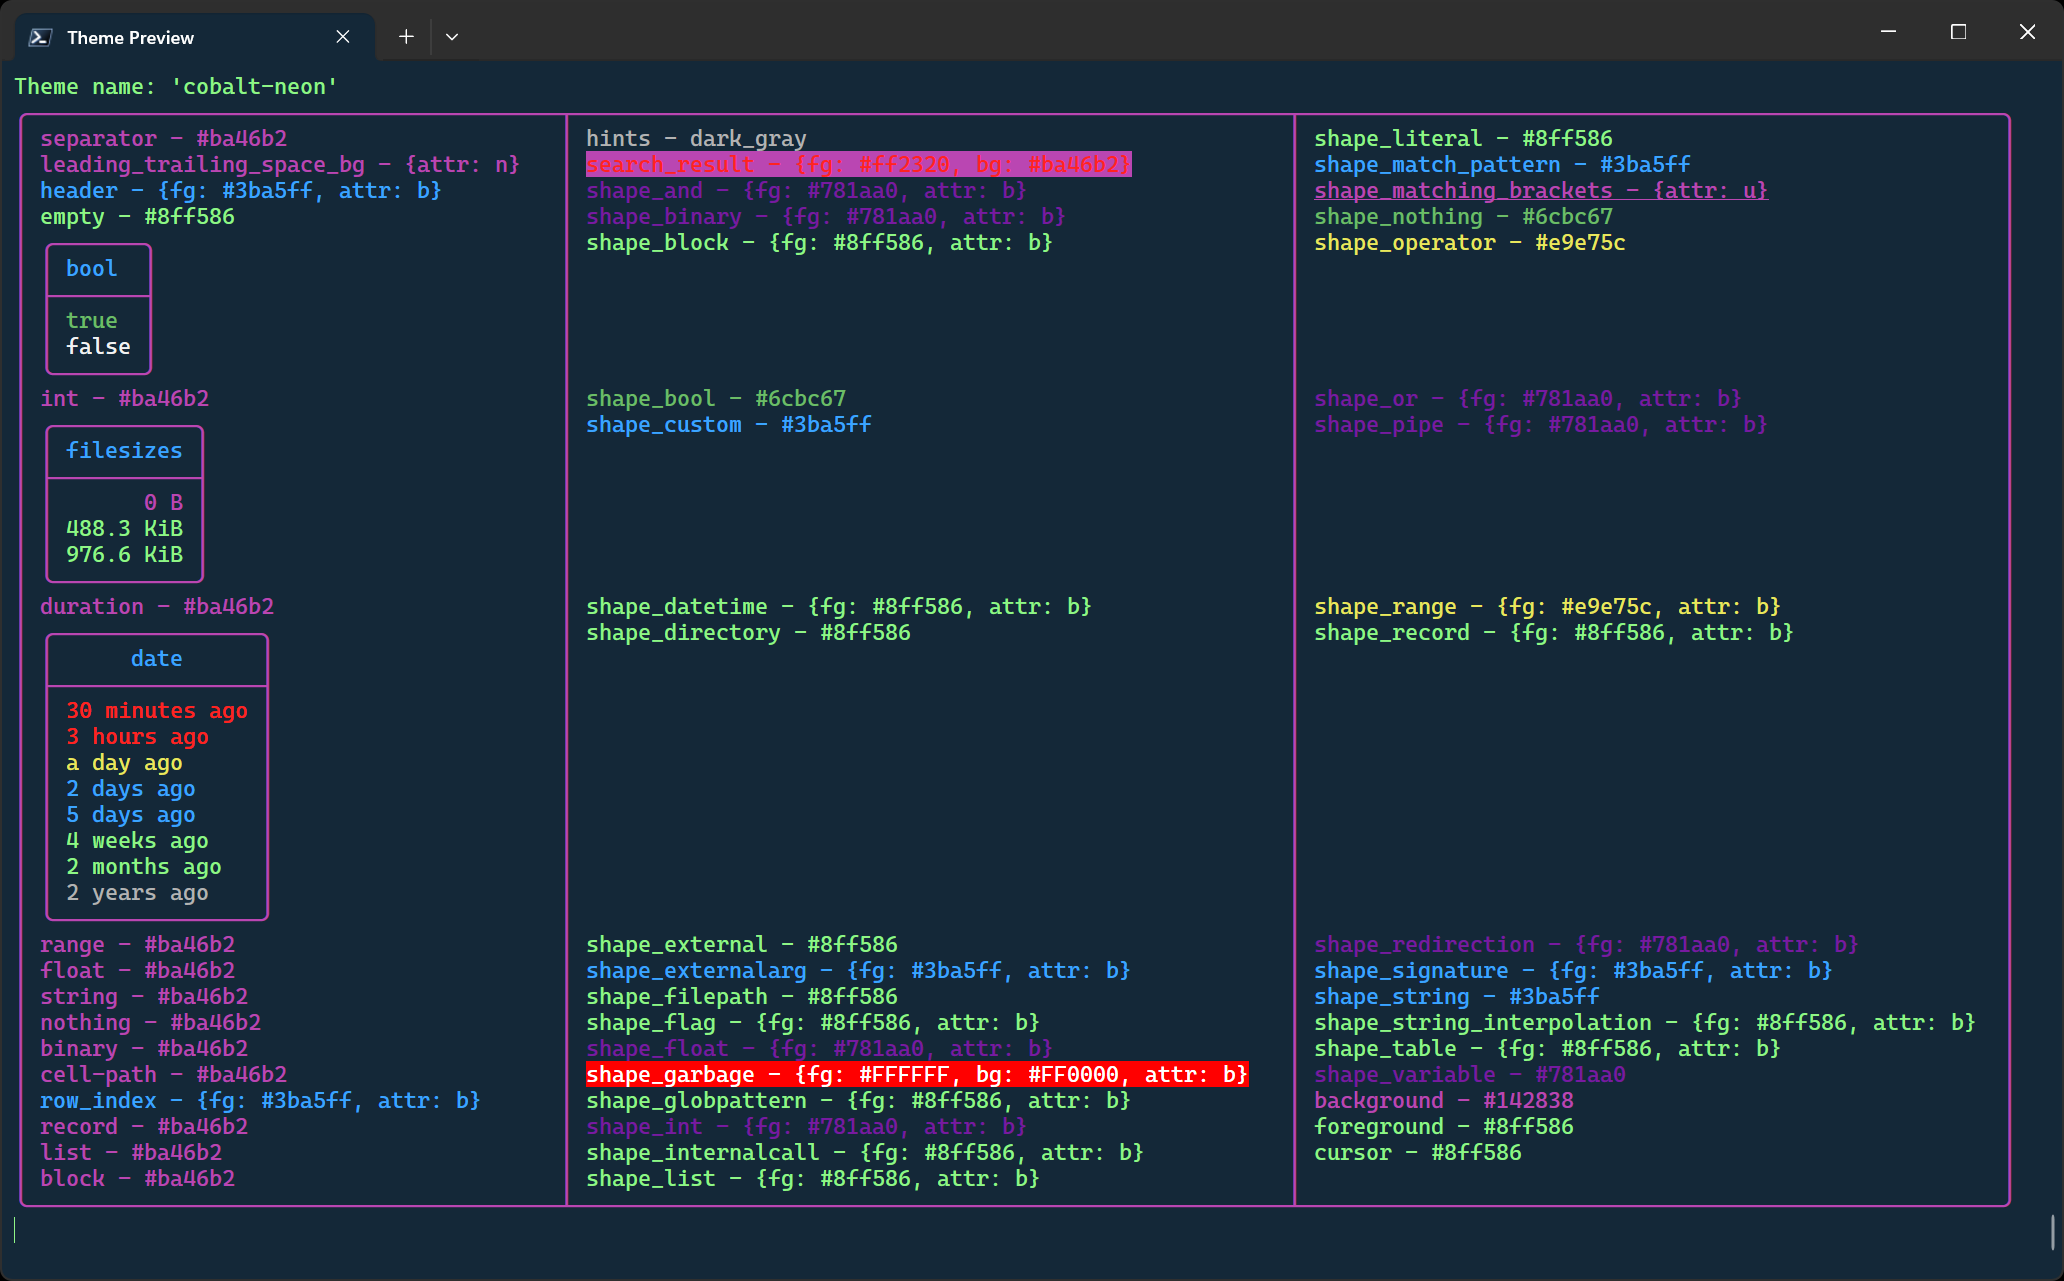 Theme Preview
Theme name: 'cobalt-neon'
separator - #ba46b2
leading_trailing_space_bg - {attr: n}
header - {fg: #3ba5ff, attr: b}
empty - #8ff586
bool
true
false
int - #ba46b2
filesizes
0 B
488.3 KiB
976.6 KiB
duration - #ba46b2
date
30 minutes ago
3 hours ago
a day ago
2 days ago
5 days ago
4 weeks ago
2 months ago
2 years ago
range - #ba46b2
float - #ba46b2
string - #ba46b2
nothing - #ba46b2
binary - #ba46b2
cell-path - #ba46b2
row_index - {fg: #3ba5ff, attr: b}
record - #ba46b2
list - #ba46b2
block - #ba46b2
hints - dark_gray
search_result - {fg: #ff2320, bg: #ba46b2}
shape_and - {fg: #781aa0, attr: b}
shape_binary - {fg: #781aa0, attr: b}
shape_block - {fg: #8ff586, attr: b}
shape_bool - #6cbc67
shape_custom - #3ba5ff
shape_datetime - {fg: #8ff586, attr: b}
shape_directory - #8ff586
shape_external - #8ff586
shape_externalarg - {fg: #3ba5ff, attr: b}
shape_filepath - #8ff586
shape_flag - {fg: #8ff586, attr: b}
shape_float - {fg: #781aa0, attr: b}
shape_garbage - {fg: #FFFFFF, bg: #FF0000, attr: b}
shape_globpattern - {fg: #8ff586, attr: b}
shape_int - {fg: #781aa0, attr: b}
shape_internalcall - {fg: #8ff586, attr: b}
shape_list - {fg: #8ff586, attr: b}
shape_literal - #8ff586
shape_match_pattern - #3ba5ff
shape_matching_brackets - {attr: u}
shape_nothing - #6cbc67
shape_operator - #e9e75c
shape_or - {fg: #781aa0, attr: b}
shape_pipe - {fg: #781aa0, attr: b}
shape_range - {fg: #e9e75c, attr: b}
shape_record - {fg: #8ff586, attr: b}
shape_redirection - {fg: #781aa0, attr: b}
shape_signature - {fg: #3ba5ff, attr: b}
shape_string - #3ba5ff
shape_string_interpolation - {fg: #8ff586, attr: b}
shape_table - {fg: #8ff586, attr: b}
shape_variable - #781aa0
background - #142838
foreground - #8ff586
cursor - #8ff586